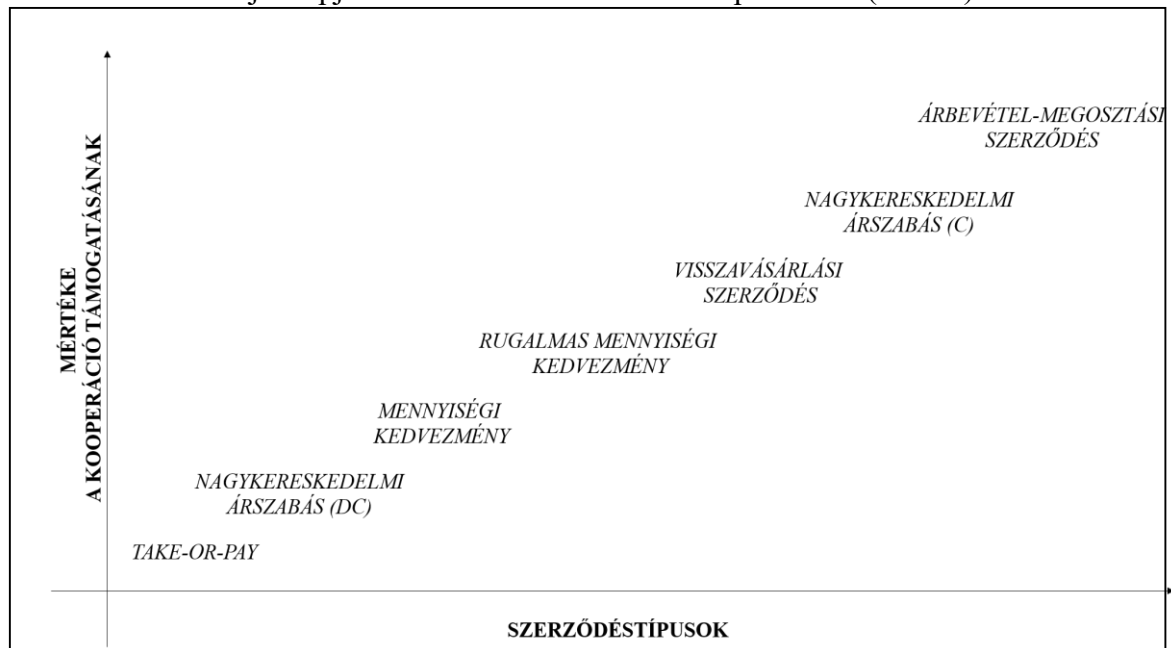 ÁRBEVÉTEL-MEGOSZTÁSI
SZERZŐDÉS
NAGYKERESKEDELMI
ÁRSZABÁS (C)
VISSZAVÁSÁRLÁSI
SZERZŐDÉS
RUGALMAS MENNYISÉGI
KEDVEZMÉNY
MENNYISÉGI
KEDVEZMÉNY
NAGYKERESKEDELMI
ÁRSZABÁS (DC)
TAKE-OR-PAY
MÉRTÉKE
A KOOPERÁCIÓ TÁMOGATÁSÁNAK
SZERZŐDÉSTÍPUSOK